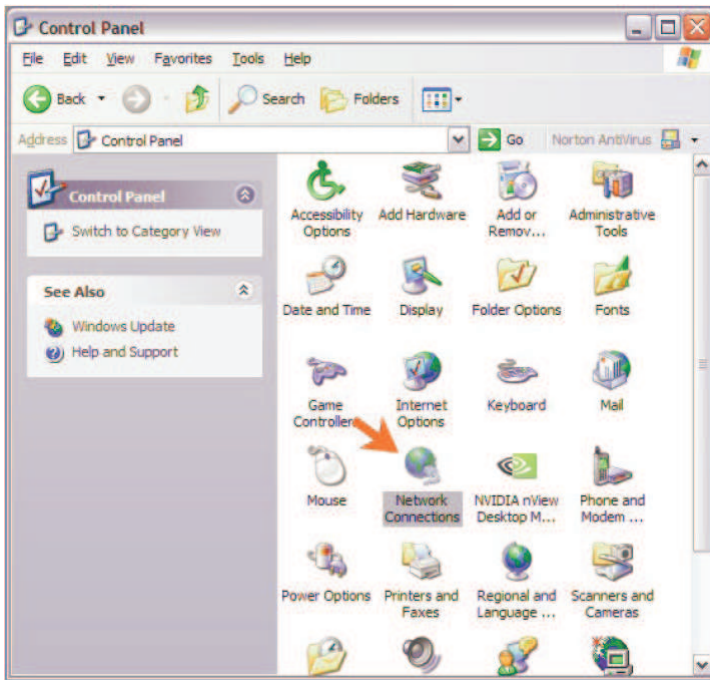 Control Panel
File Edit View Favorites Tools Help
Back Search Folders
Address Control Panel Go Norton AntiVirus
Control Panel
Switch to Category View
See Also
Windows Update
Help and Support
Accessibility Options
Add Hardware
Add or Remov...
Administrative Tools
Date and Time
Display
Folder Options
Fonts
Game Controllers
Internet Options
Keyboard
Mail
Mouse
Network Connections
NVIDIA nView Desktop M...
Phone and Modem ...
Power Options
Printers and Faxes
Regional and Language ...
Scanners and Cameras